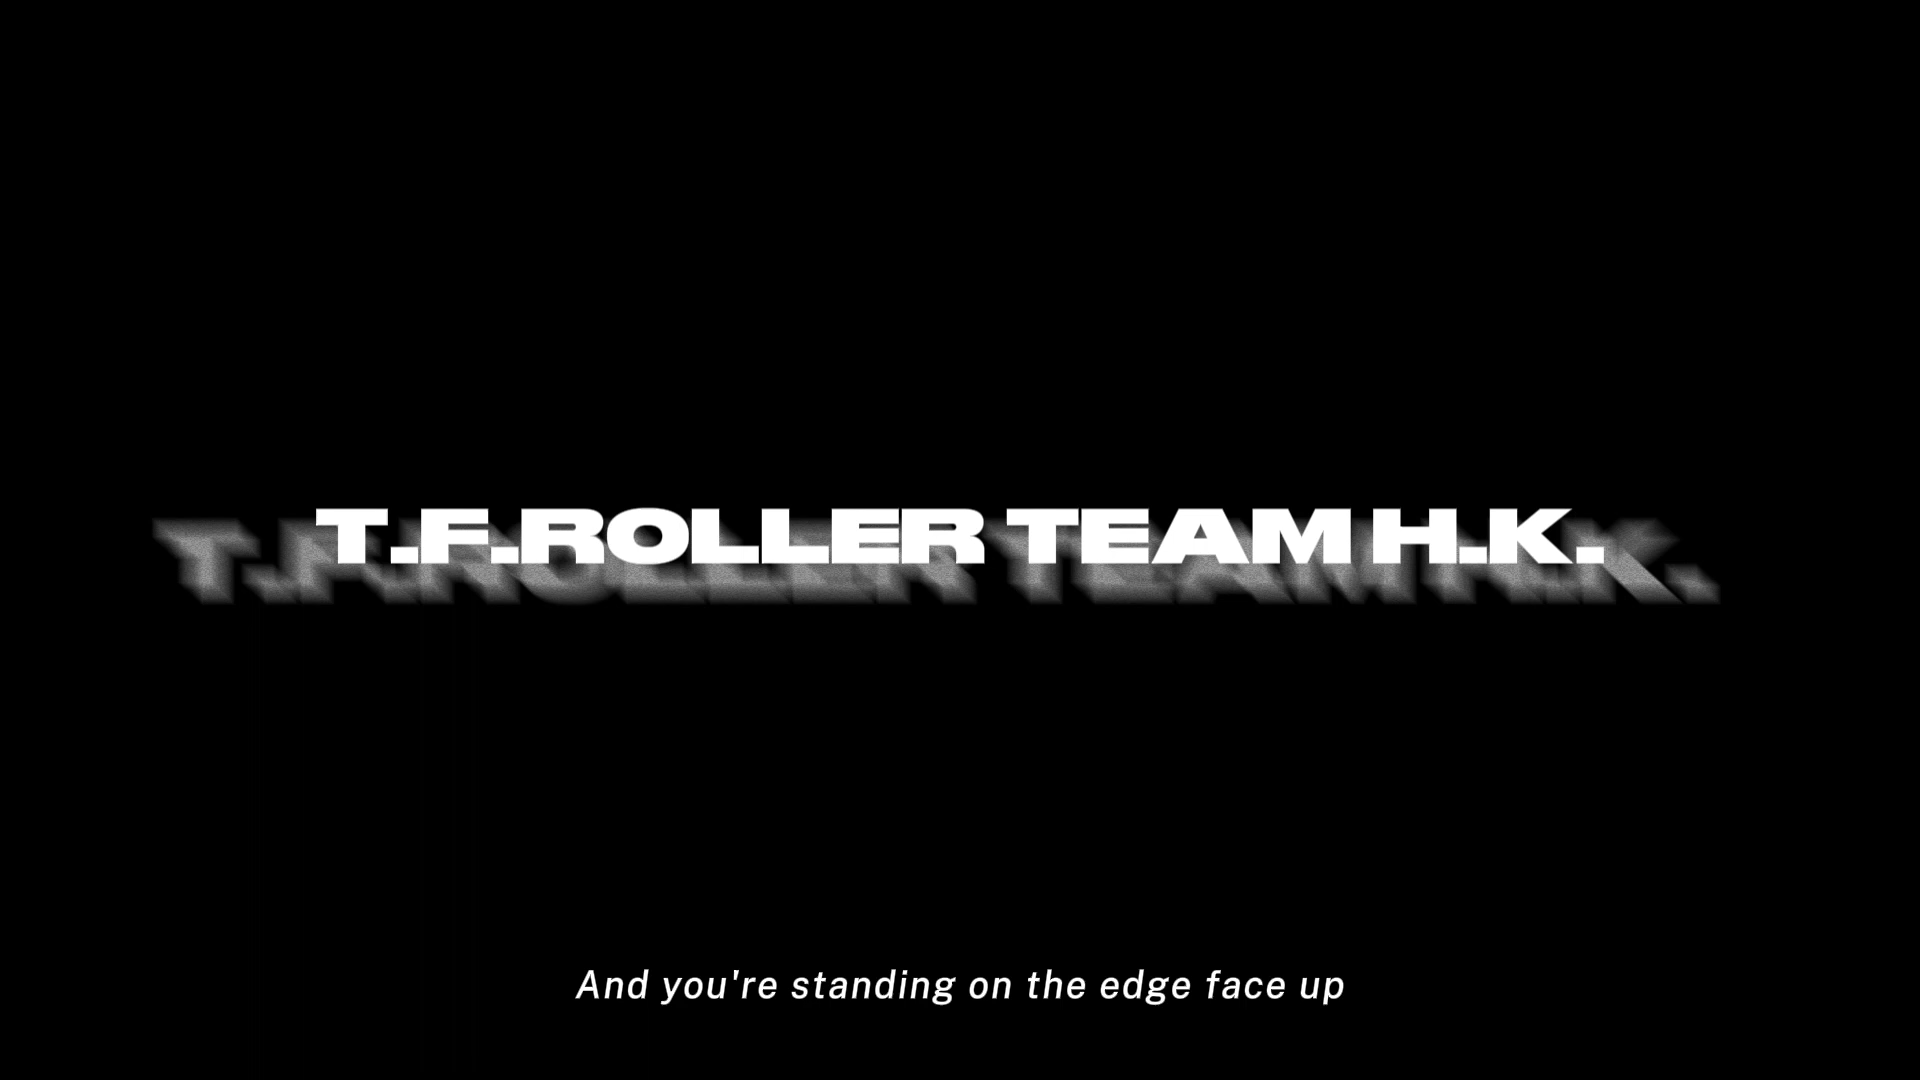 T.F.ROLLER TEAM H.K.
And you're standing on the edge face up